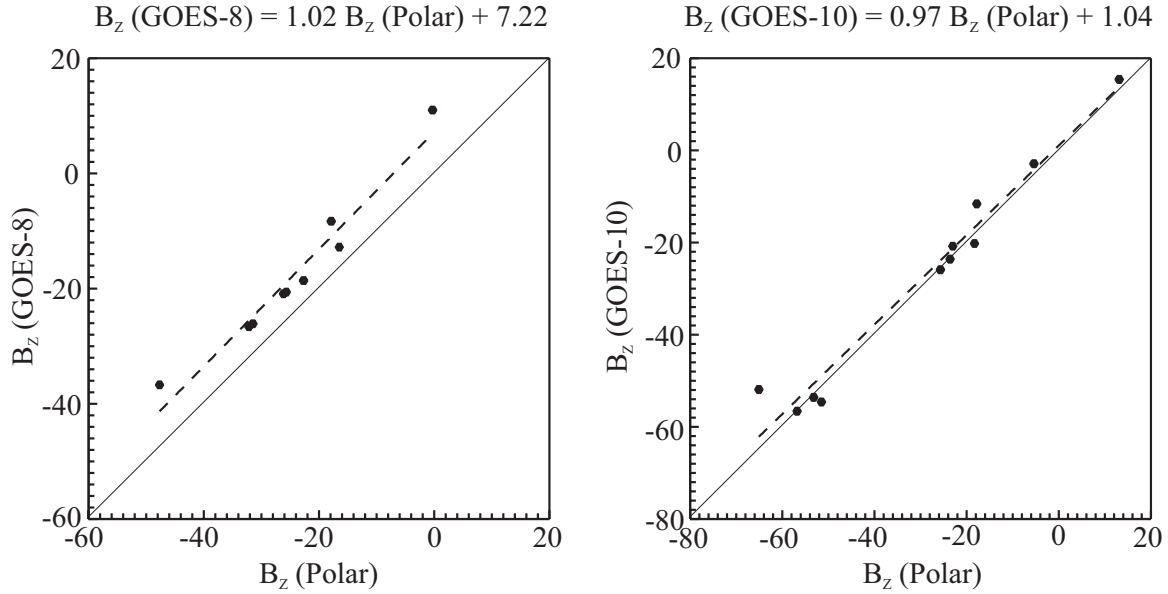 B_Z (GOES-8) = 1.02 B_Z (Polar) + 7.22
20
0
-20
-40
-60
B_Z (GOES-8)
-60 -40 -20 0 20
B_Z (Polar)
B_Z (GOES-10) = 0.97 B_Z (Polar) + 1.04
20
0
-20
-40
-60
-80
B_Z (GOES-10)
-80 -60 -40 -20 0 20
B_Z (Polar)